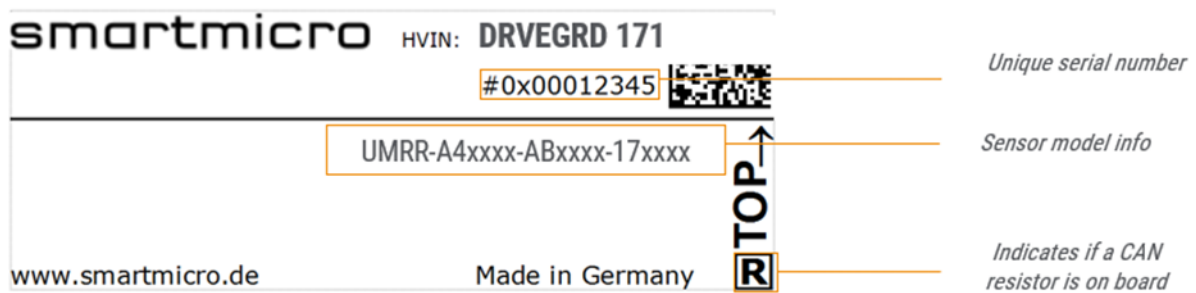 smartmicro HVIN: DRVEGRD 171
#0x00012345
Unique serial number
UMRR-A4xxxx-ABxxxx-17xxxx
Sensor model info
TOP→
www.smartmicro.de
Made in Germany
R
Indicates if a CAN
resistor is on board